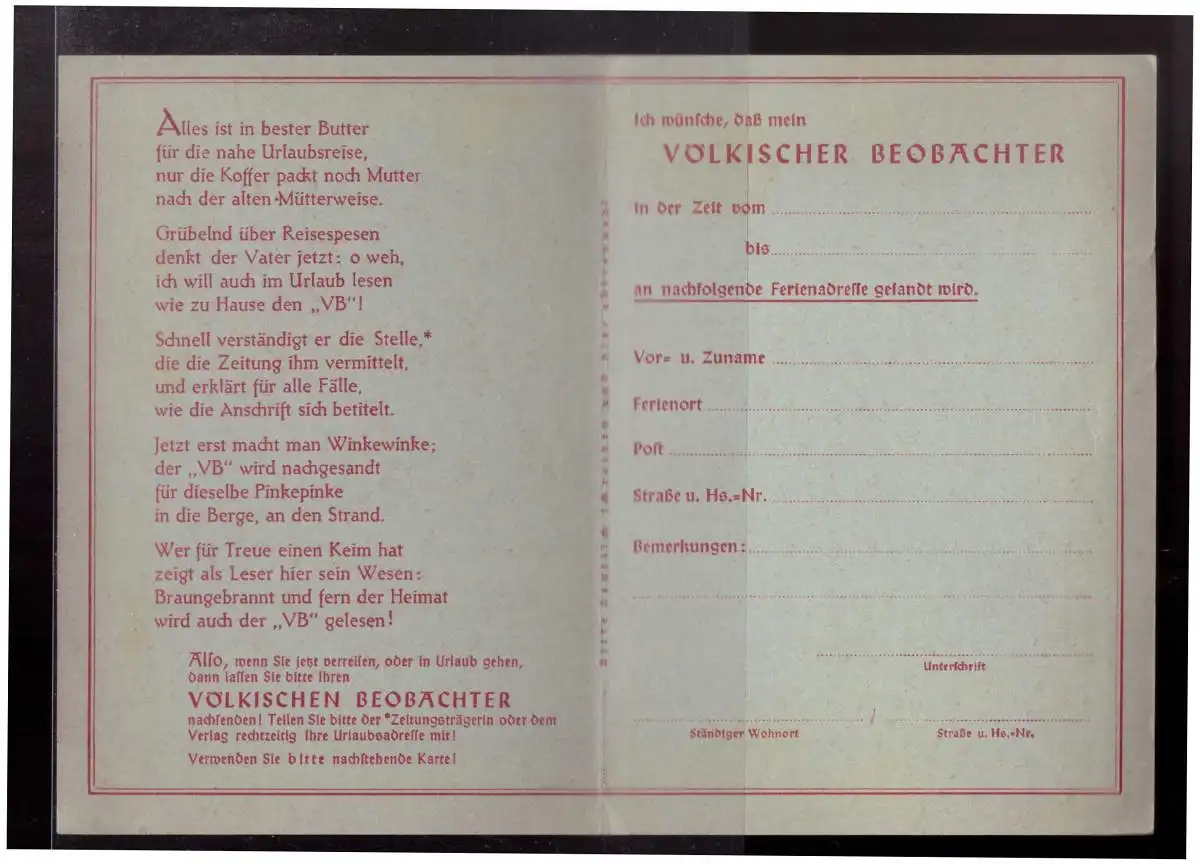 Alles ist in bester Butter
für die nahe Urlaubsreise,
nur die Koffer packt noch Mutter
nach der alten Mütterweise.
Grübelnd über Reisespesen
denkt der Vater jetzt: o weh,
ich will auch im Urlaub lesen
wie zu Hause den „VB“!
Schnell verständigt er die Stelle,*
die die Zeitung ihm vermittelt,
und erklärt für alle Fälle,
wie die Anschrift sich betitelt.
Jetzt erst macht man Winkewinke;
der „VB“ wird nachgesandt
für dieselbe Pinkepinke
in die Berge, an den Strand.
Wer für Treue einen Keim hat
zeigt als Leser hier sein Wesen:
Braungebrannt und fern der Heimat
wird auch der „VB“ gelesen!
Also, wenn Sie jetzt verreisen, oder in Urlaub gehen,
dann lassen Sie bitte Ihren
VÖLKISCHEN BEOBACHTER
nachsenden! Teilen Sie bitte der *Zeitungsträgerin oder dem
Verlag rechtzeitig Ihre Urlaubsadresse mit!
Verwenden Sie bitte nachstehende Karte!
Ich wünsche, daß mein
VÖLKISCHER BEOBACHTER
in der Zeit vom
bis
an nachfolgende Ferienadresse gesandt wird.
Vor= u. Zuname
Ferienort
Post
Straße u. Hs.=Nr.
Bemerkungen:
Unterschrift
Ständiger Wohnort
Straße u. Hs.=Nr.